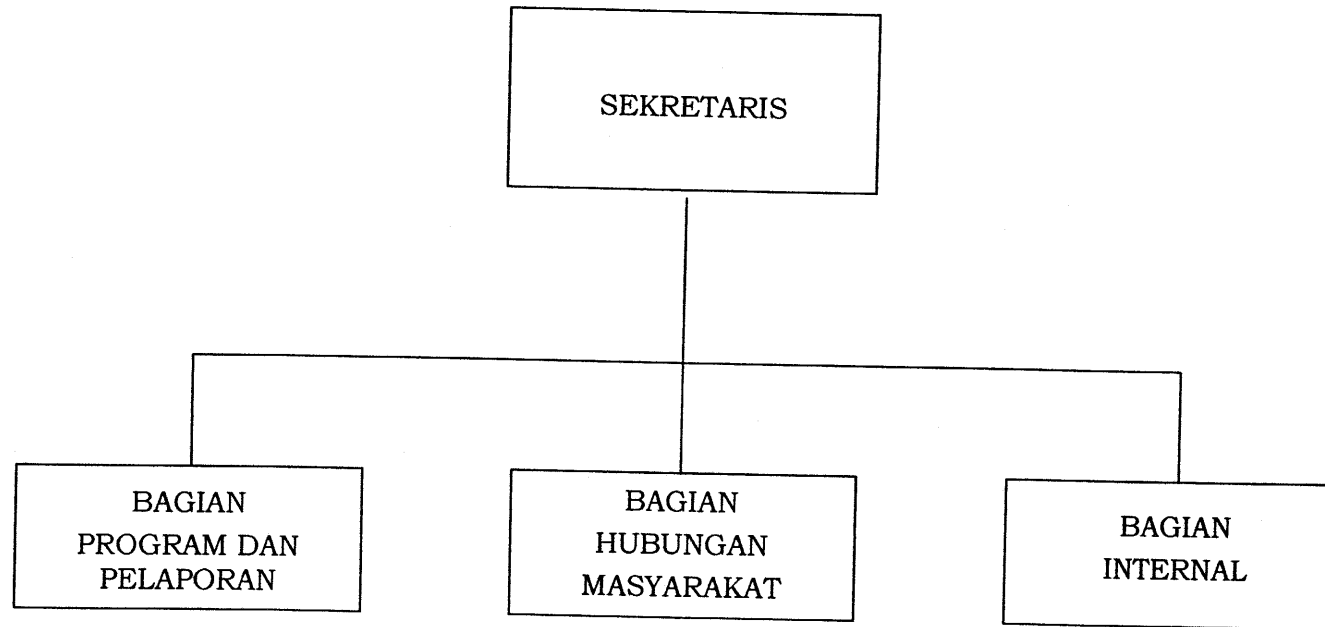 SEKRETARIS
BAGIAN
PROGRAM DAN
PELAPORAN
BAGIAN
HUBUNGAN
MASYARAKAT
BAGIAN
INTERNAL